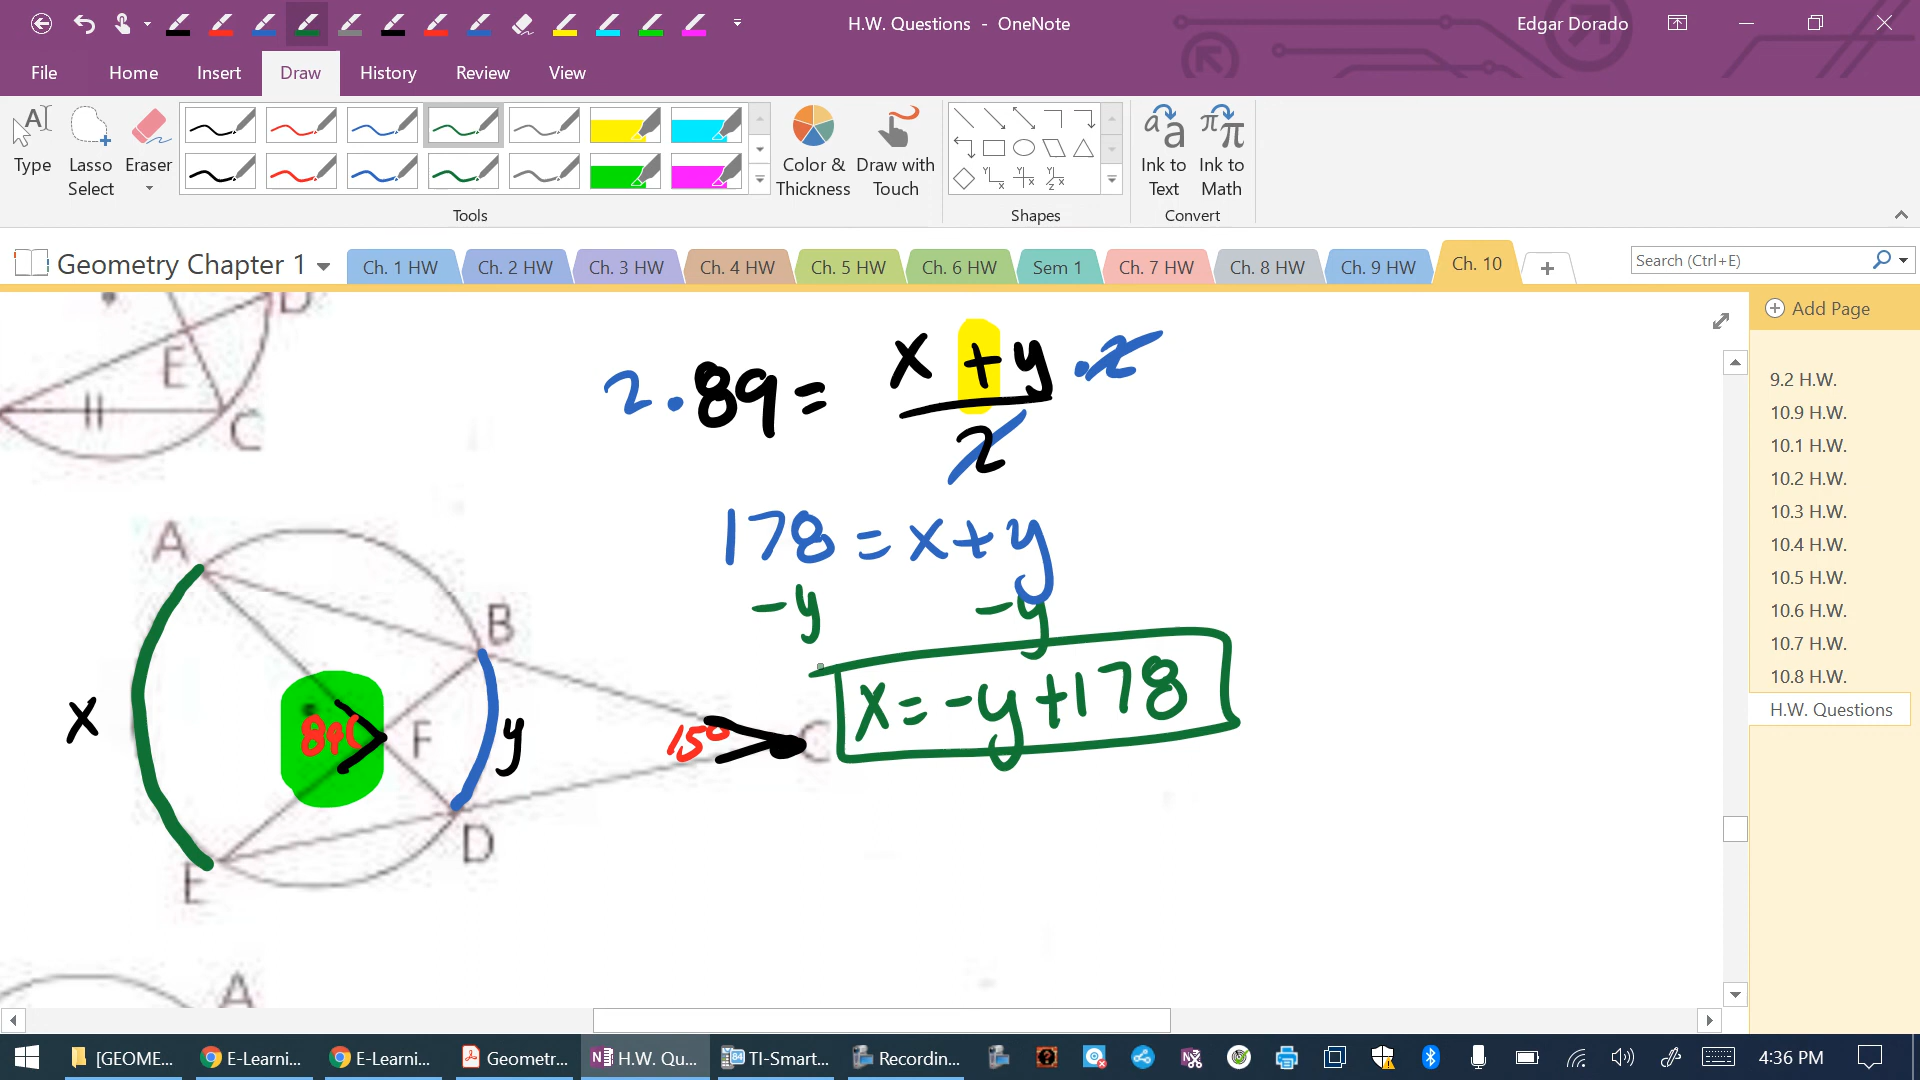 H.W. Questions - OneNote
Edgar Dorado
File Home Insert Draw History Review View
Type
Lasso Select
Eraser
Color & Thickness
Draw with Touch
Ink to Text
Ink to Math
Tools
Shapes
Convert
Geometry Chapter 1
Ch. 1 HW
Ch. 2 HW
Ch. 3 HW
Ch. 4 HW
Ch. 5 HW
Ch. 6 HW
Sem 1
Ch. 7 HW
Ch. 8 HW
Ch. 9 HW
Ch. 10
Search (Ctrl+E)
Add Page
9.2 H.W.
10.9 H.W.
10.1 H.W.
10.2 H.W.
10.3 H.W.
10.4 H.W.
10.5 H.W.
10.6 H.W.
10.7 H.W.
10.8 H.W.
H.W. Questions
D
E
C
2 · 89 = x + y · 2
2
178 = x + y
- y - y
x = -y + 178
A
B
x
F
y
15°
C
D
E
A
[GEOME...
E-Learni...
E-Learni...
Geometr...
H.W. Qu...
TI-Smart...
Recordin...
4:36 PM